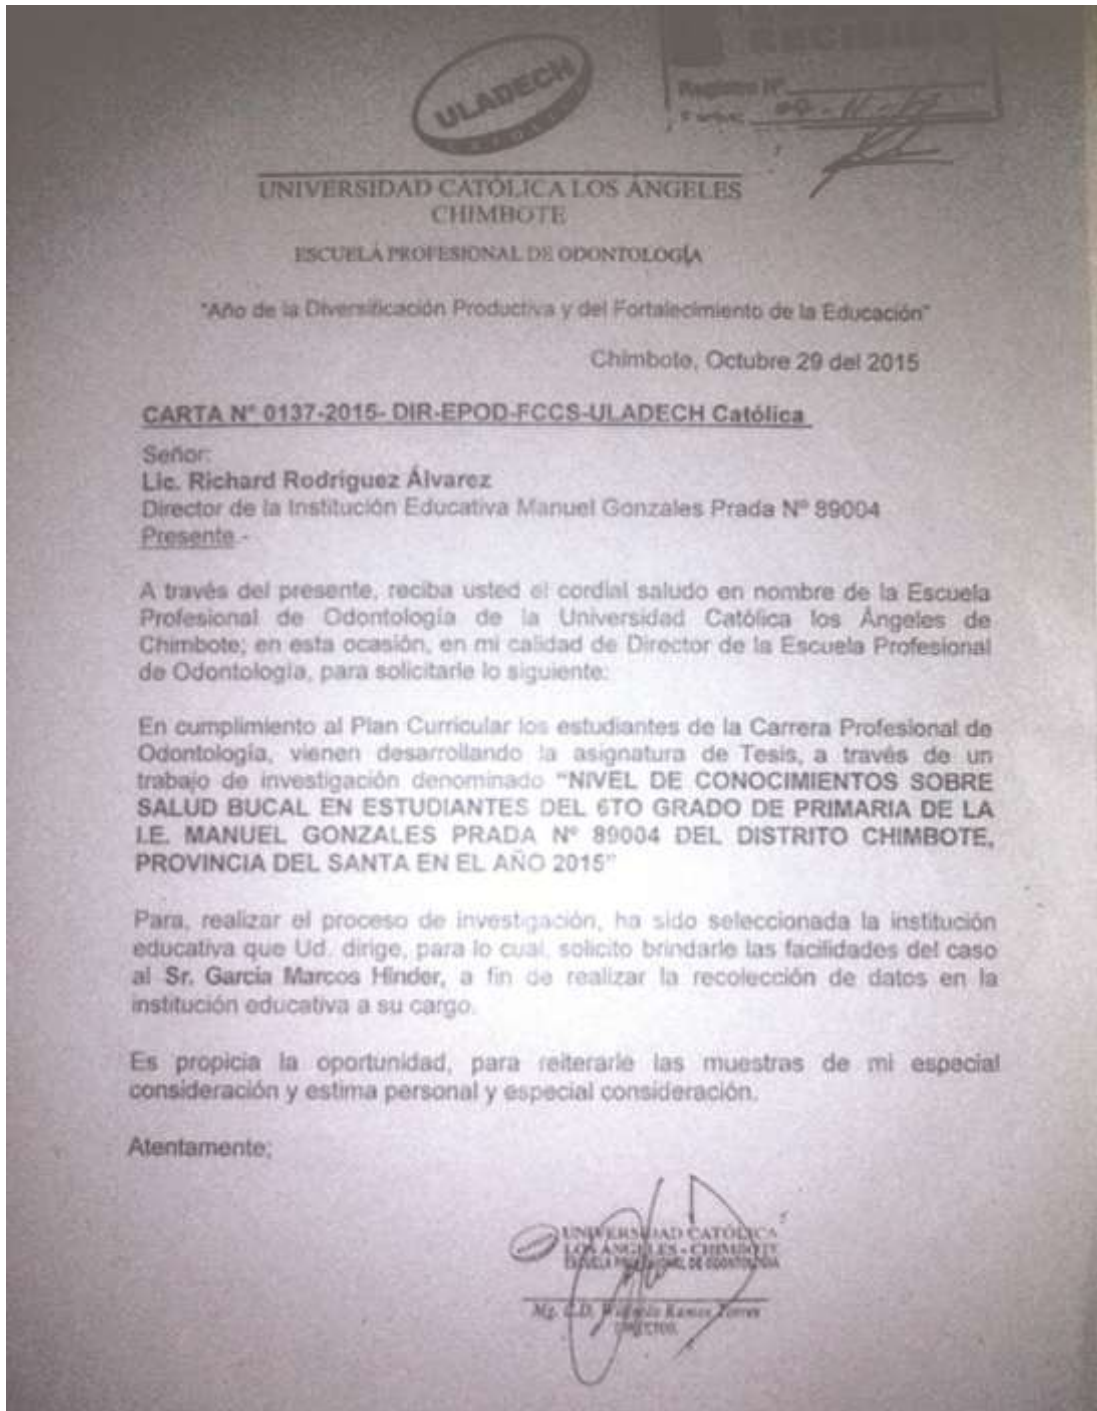 RECIBIDO
Registro Nº
ULADECH
UNIVERSIDAD CATÓLICA LOS ÁNGELES
CHIMBOTE
ESCUELA PROFESIONAL DE ODONTOLOGÍA
"Año de la Diversificación Productiva y del Fortalecimiento de la Educación"
Chimbote, Octubre 29 del 2015
CARTA N° 0137-2015- DIR-EPOD-FCCS-ULADECH Católica
Señor:
Lic. Richard Rodriguez Álvarez
Director de la Institución Educativa Manuel Gonzales Prada Nº 89004
Presente.-
A través del presente, reciba usted el cordial saludo en nombre de la Escuela
Profesional de Odontología de la Universidad Católica los Ángeles de
Chimbote; en esta ocasión, en mi calidad de Director de la Escuela Profesional
de Odontología, para solicitarle lo siguiente:
En cumplimiento al Plan Curricular los estudiantes de la Carrera Profesional de
Odontología, vienen desarrollando la asignatura de Tesis, a través de un
trabajo de investigación denominado "NIVEL DE CONOCIMIENTOS SOBRE
SALUD BUCAL EN ESTUDIANTES DEL 6TO GRADO DE PRIMARIA DE LA
I.E. MANUEL GONZALES PRADA Nº 89004 DEL DISTRITO CHIMBOTE,
PROVINCIA DEL SANTA EN EL AÑO 2015"
Para, realizar el proceso de investigación, ha sido seleccionada la institución
educativa que Ud. dirige, para lo cual, solicito brindarle las facilidades del caso
al Sr. García Marcos Hinder, a fin de realizar la recolección de datos en la
institución educativa a su cargo.
Es propicia la oportunidad, para reiterarle las muestras de mi especial
consideración y estima personal y especial consideración.
Atentamente;
UNIVERSIDAD CATÓLICA
LOS ÁNGELES - CHIMBOTE
ESCUELA PROFESIONAL DE ODONTOLOGIA
Mg. C.D. Wilfredo Ramos Torres
DIRECTOR